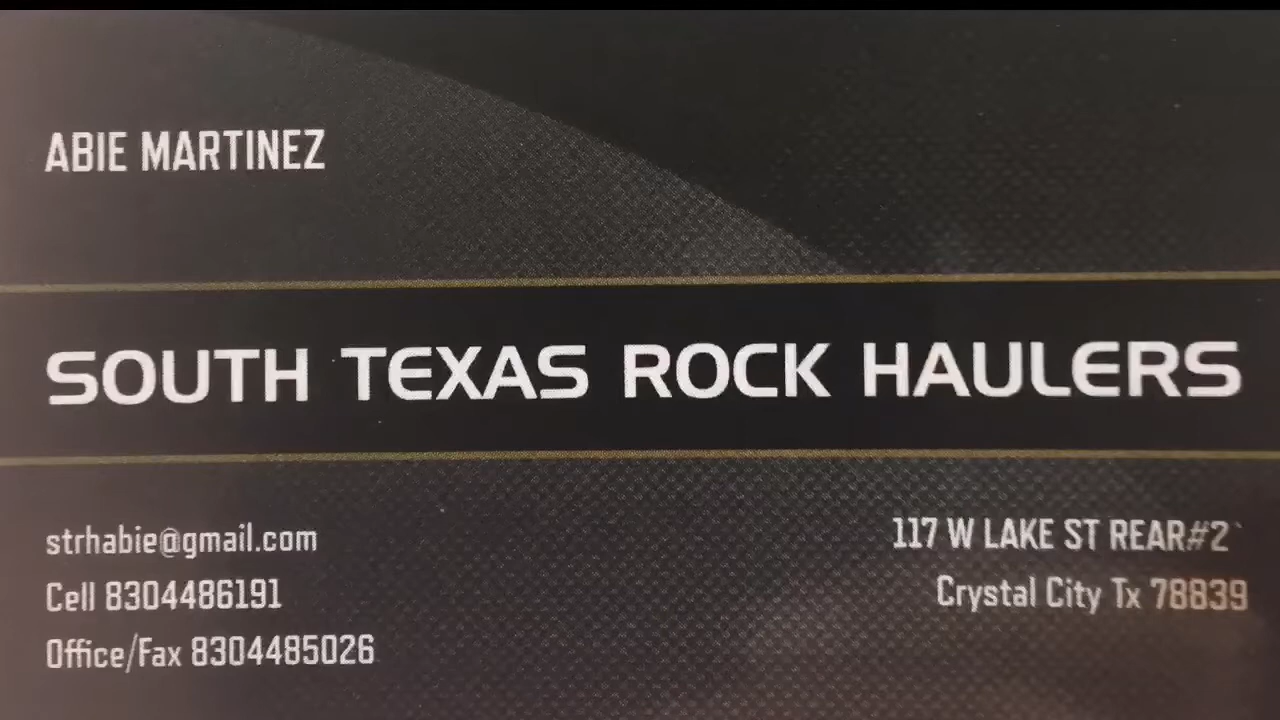 ABIE MARTINEZ
SOUTH TEXAS ROCK HAULERS
strhabie@gmail.com
Cell 8304486191
Office/Fax 8304485026
117 W LAKE ST REAR#2`
Crystal City Tx 78839